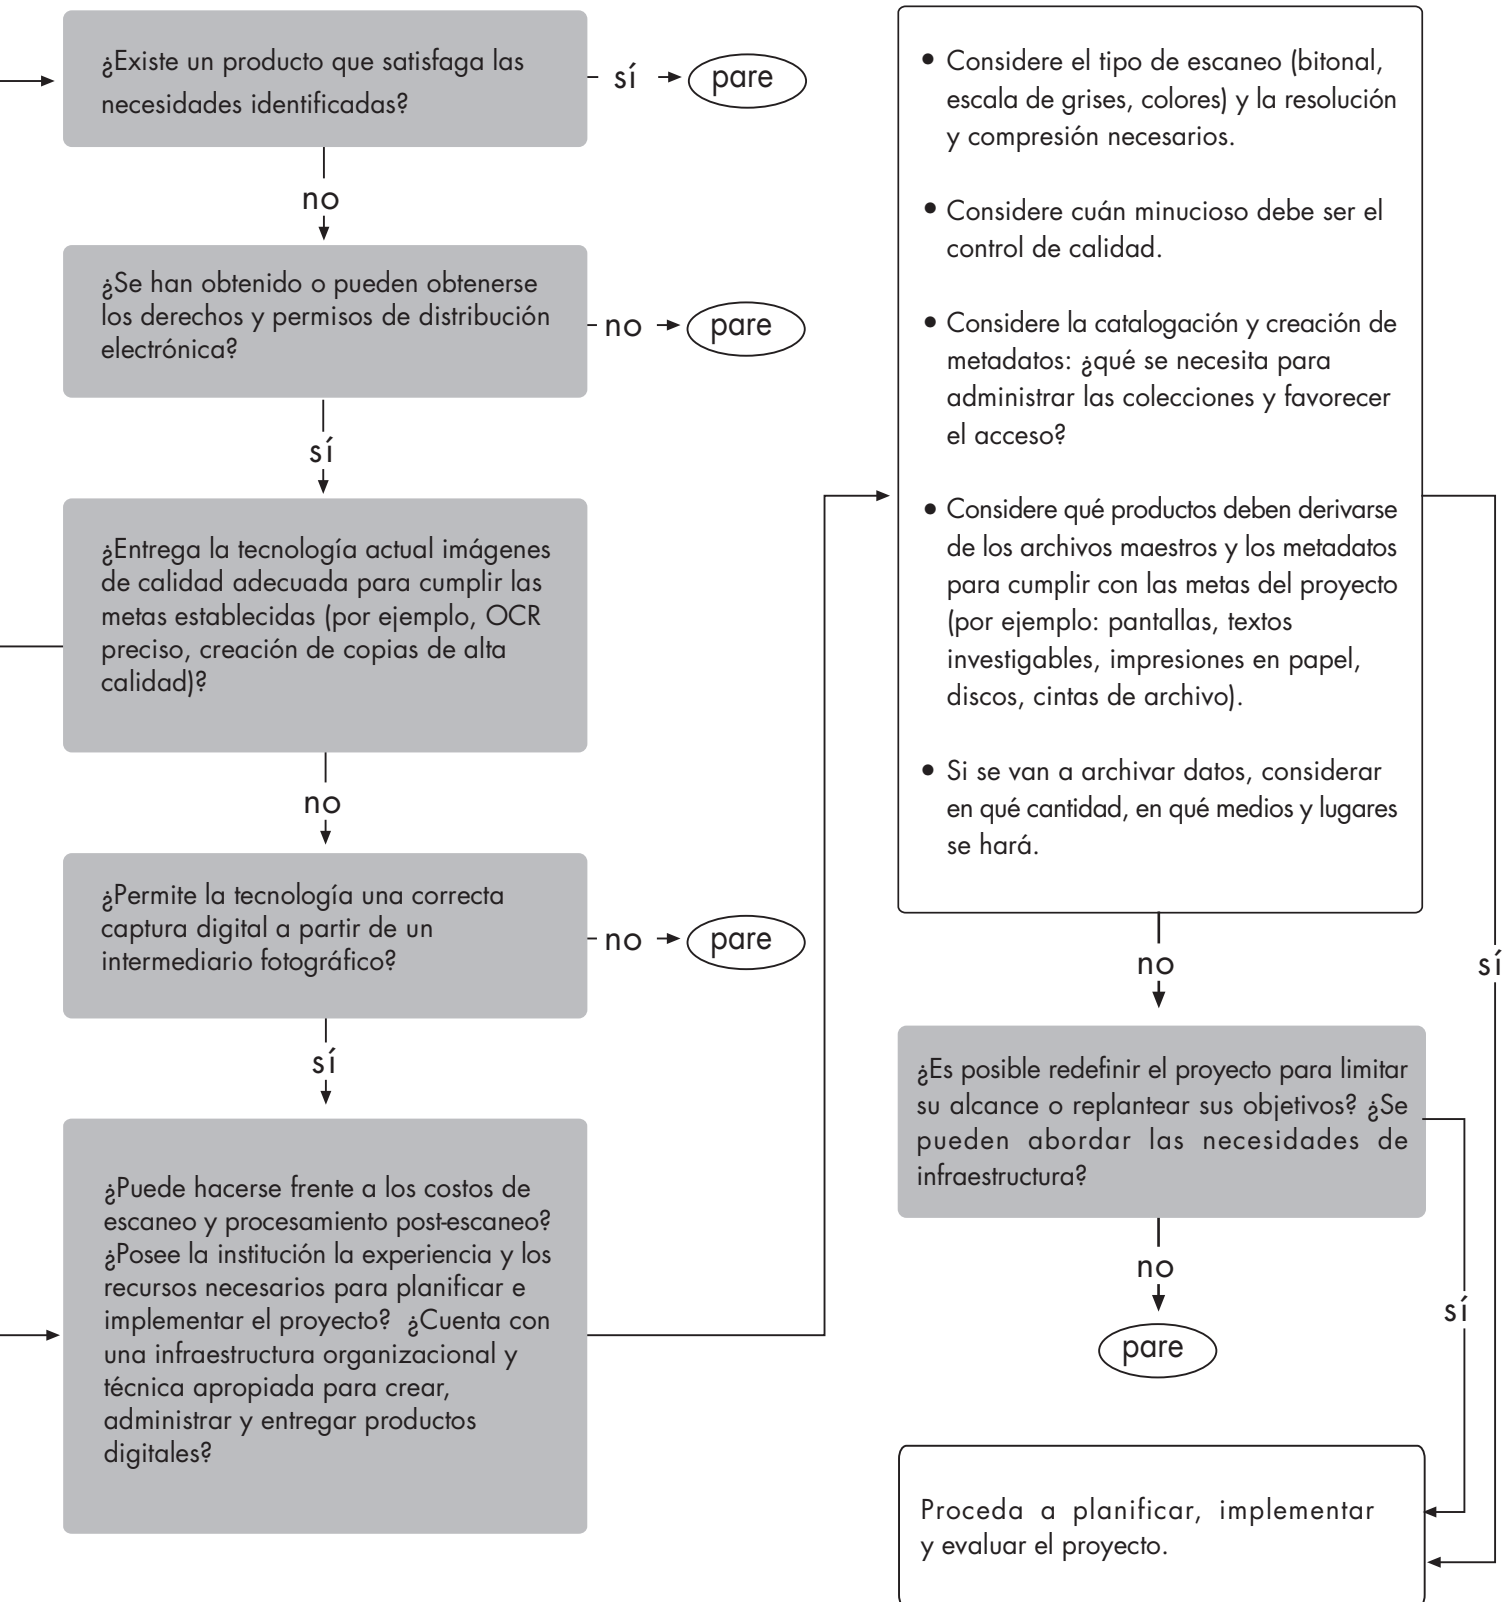 ¿Existe un producto que satisfaga las
necesidades identificadas?
sí
pare
no
¿Se han obtenido o pueden obtenerse
los derechos y permisos de distribución
electrónica?
no
pare
sí
¿Entrega la tecnología actual imágenes
de calidad adecuada para cumplir las
metas establecidas (por ejemplo, OCR
preciso, creación de copias de alta
calidad)?
no
¿Permite la tecnología una correcta
captura digital a partir de un
intermediario fotográfico?
no
pare
sí
¿Puede hacerse frente a los costos de
escaneo y procesamiento post-escaneo?
¿Posee la institución la experiencia y los
recursos necesarios para planificar e
implementar el proyecto? ¿Cuenta con
una infraestructura organizacional y
técnica apropiada para crear,
administrar y entregar productos
digitales?
• Considere el tipo de escaneo (bitonal,
escala de grises, colores) y la resolución
y compresión necesarios.
• Considere cuán minucioso debe ser el
control de calidad.
• Considere la catalogación y creación de
metadatos: ¿qué se necesita para
administrar las colecciones y favorecer
el acceso?
• Considere qué productos deben derivarse
de los archivos maestros y los metadatos
para cumplir con las metas del proyecto
(por ejemplo: pantallas, textos
investigables, impresiones en papel,
discos, cintas de archivo).
• Si se van a archivar datos, considerar
en qué cantidad, en qué medios y lugares
se hará.
no
sí
¿Es posible redefinir el proyecto para limitar
su alcance o replantear sus objetivos? ¿Se
pueden abordar las necesidades de
infraestructura?
no
sí
pare
Proceda a planificar, implementar
y evaluar el proyecto.